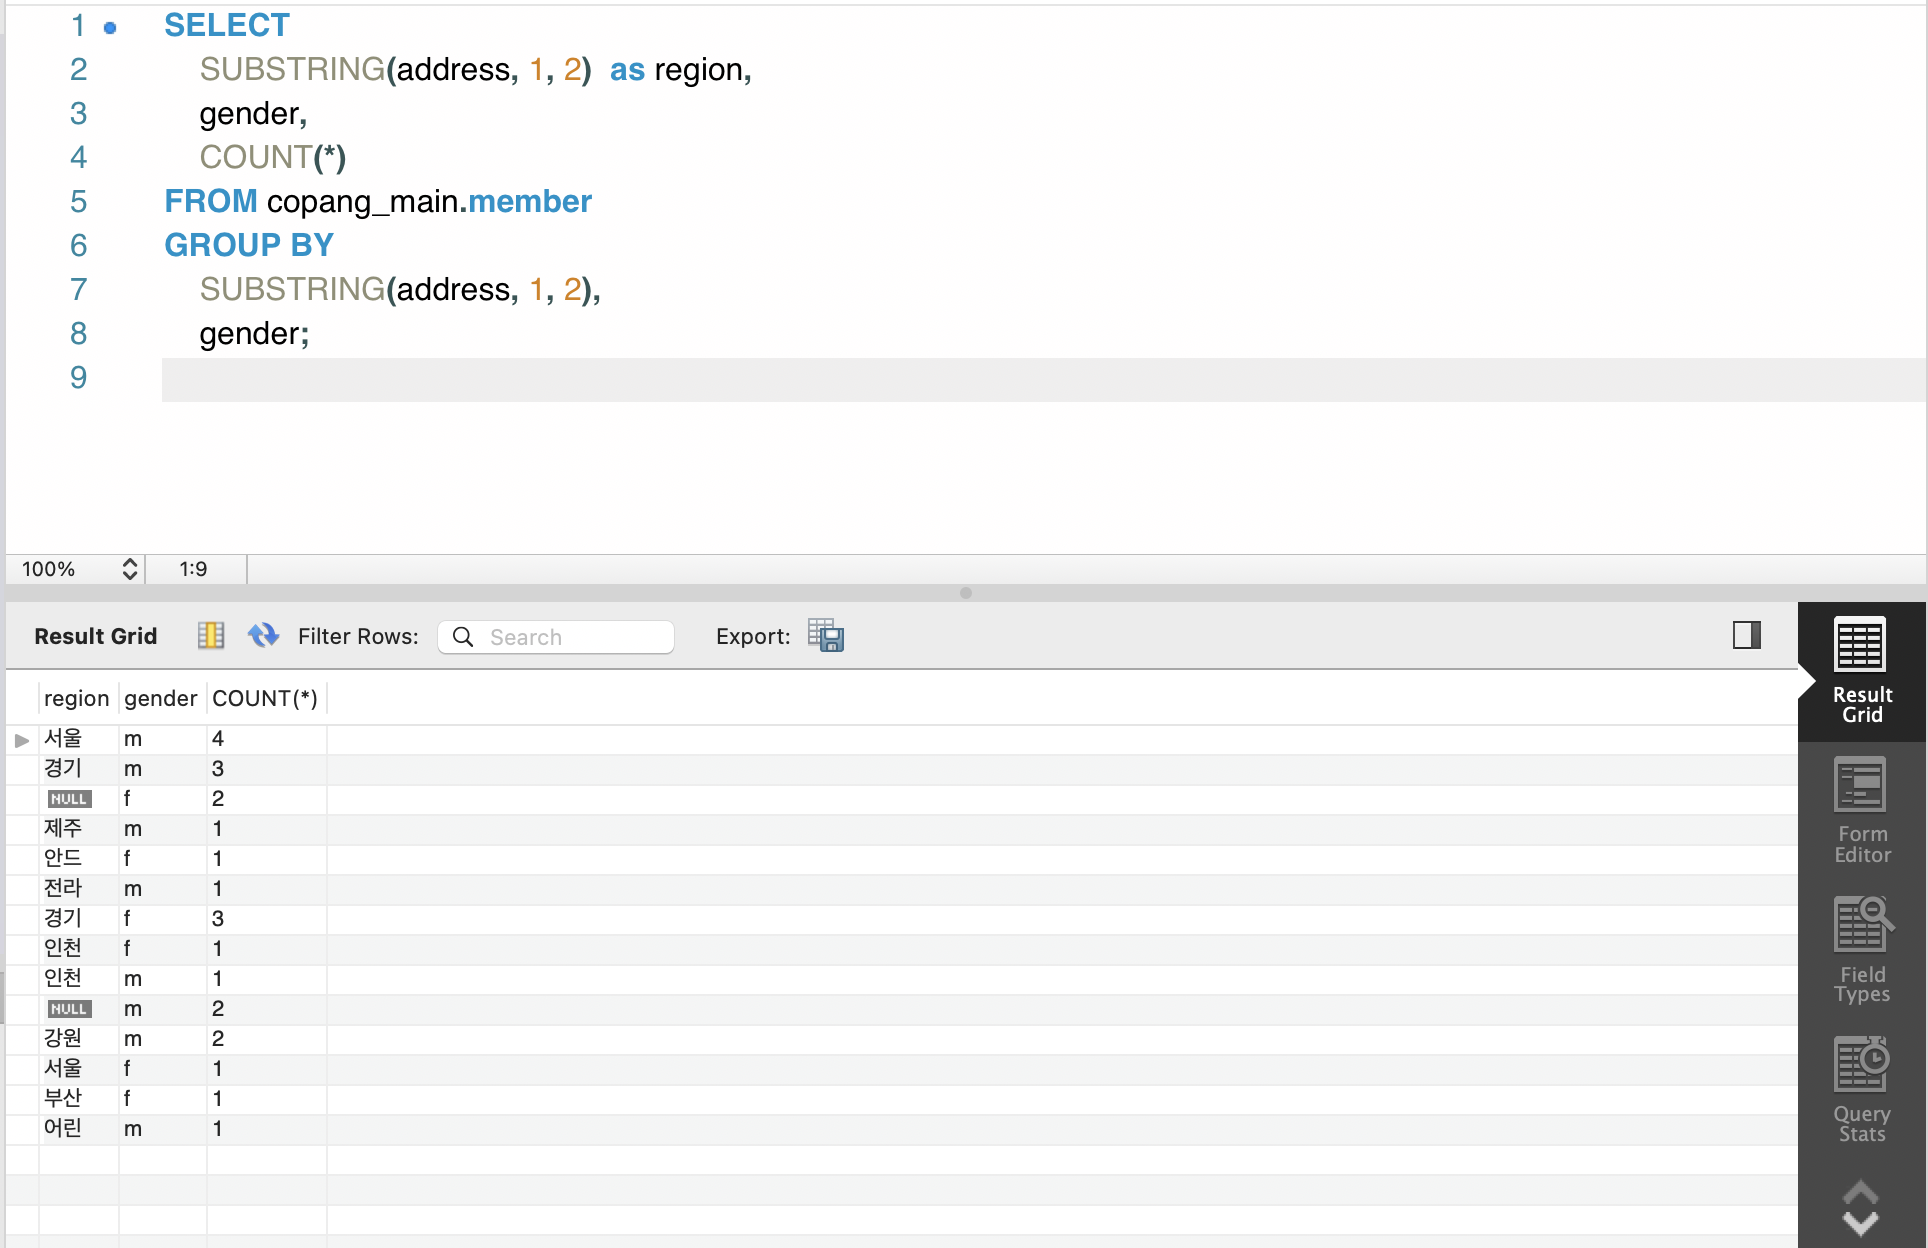 1 SELECT
2 SUBSTRING(address, 1, 2)  as region,
3 gender,
4 COUNT(*)
5 FROM copang_main.member
6 GROUP BY
7 SUBSTRING(address, 1, 2),
8 gender;
9
100% 1:9
Result Grid Filter Rows: Search Export:
region gender COUNT(*)
서울 m 4
경기 m 3
NULL f 2
제주 m 1
안드 f 1
전라 m 1
경기 f 3
인천 f 1
인천 m 1
NULL m 2
강원 m 2
서울 f 1
부산 f 1
어린 m 1
Result
Grid
Form
Editor
Field
Types
Query
Stats